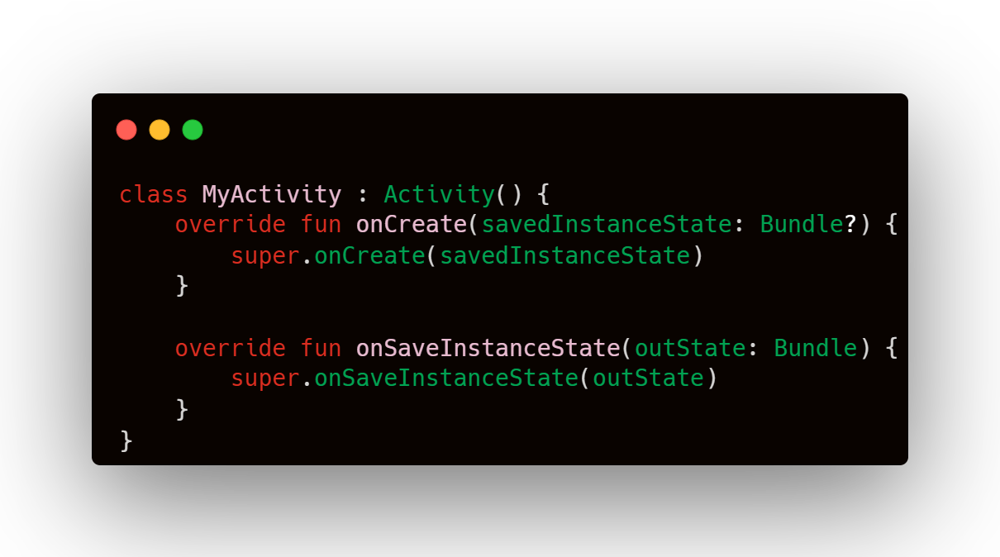 class MyActivity : Activity() {
    override fun onCreate(savedInstanceState: Bundle?) {
        super.onCreate(savedInstanceState)
    }

    override fun onSaveInstanceState(outState: Bundle) {
        super.onSaveInstanceState(outState)
    }
}